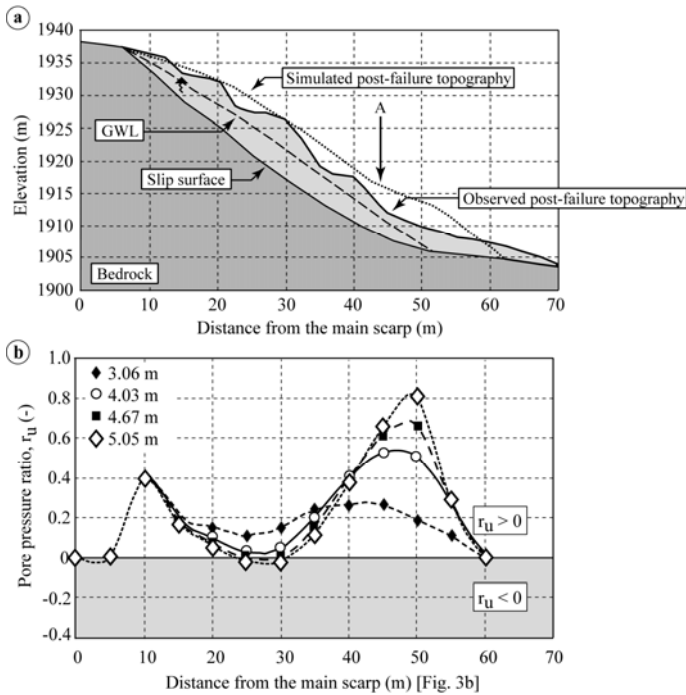 a
1940
1935
1930
1925
1920
1915
1910
1905
1900
Elevation (m)
Simulated post-failure topography
A
GWL
Slip surface
Observed post-failure topography
Bedrock
0 10 20 30 40 50 60 70
Distance from the main scarp (m)
b
1.0
0.8
0.6
0.4
0.2
0
-0.2
-0.4
Pore pressure ratio, ru (-)
3.06 m
4.03 m
4.67 m
5.05 m
ru > 0
ru < 0
0 10 20 30 40 50 60 70
Distance from the main scarp (m) [Fig. 3b]